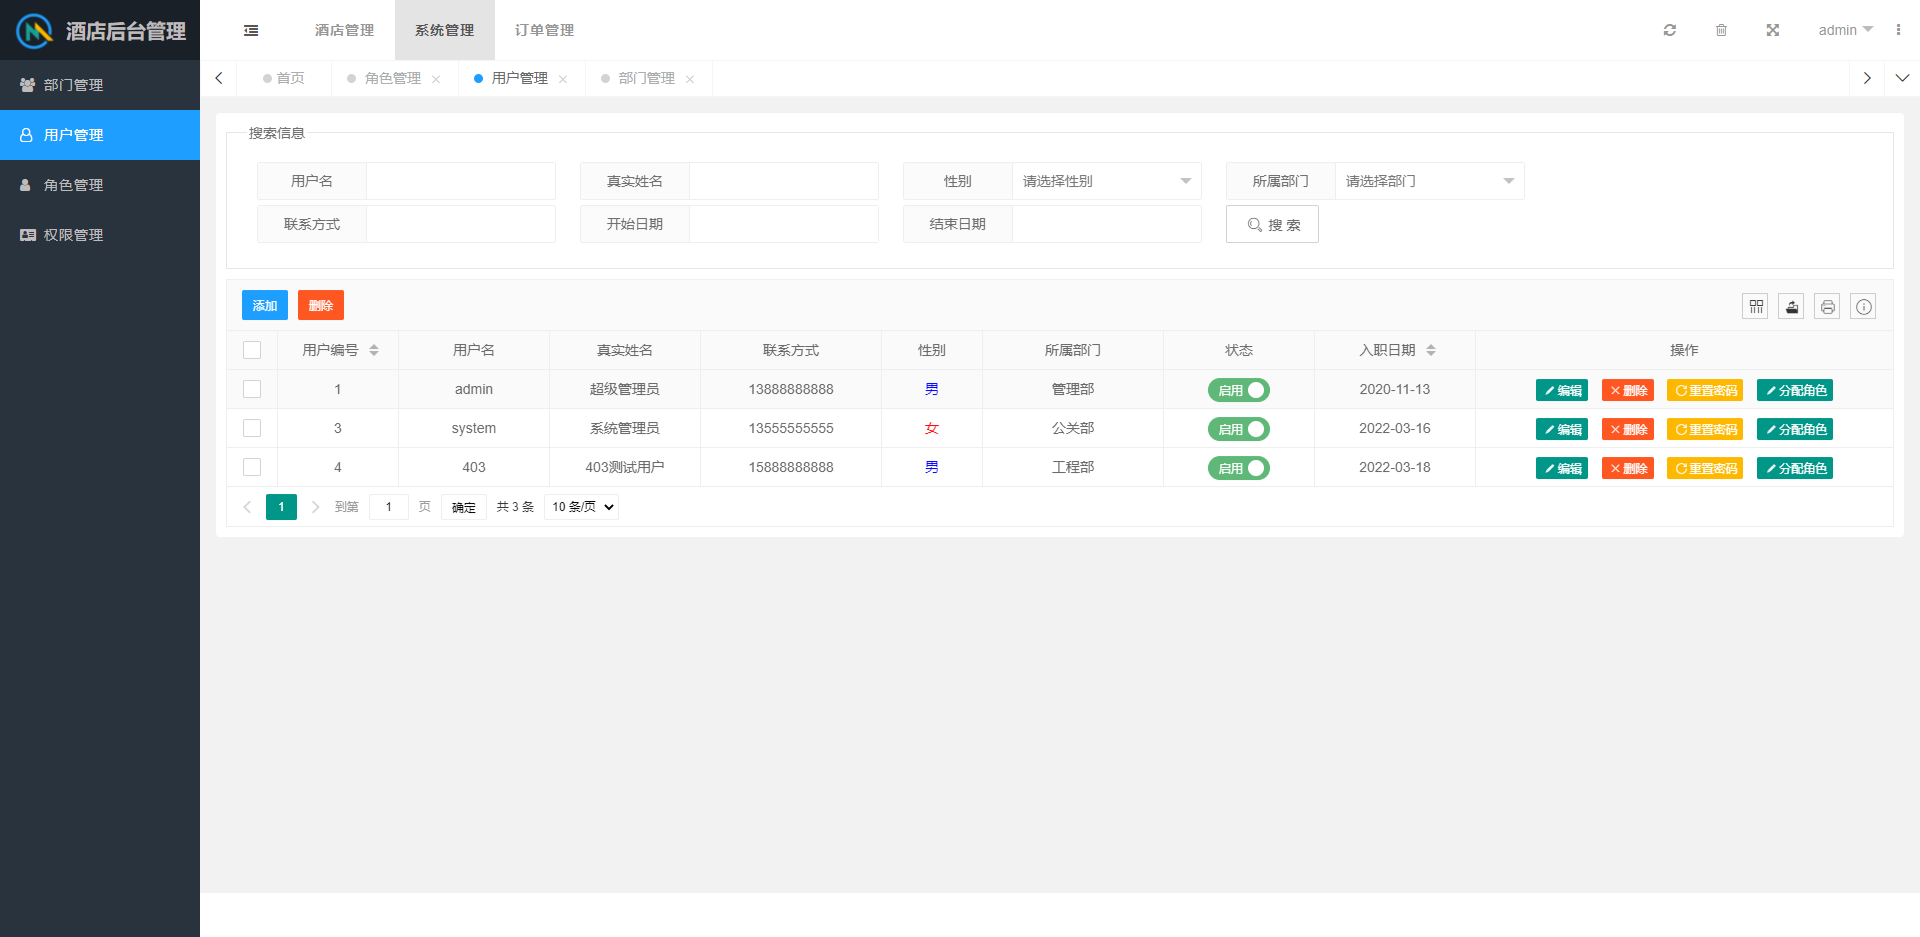 酒店后台管理
酒店管理 系统管理 订单管理 admin
首页 角色管理 用户管理 部门管理
部门管理
用户管理
角色管理
权限管理
搜索信息
用户名 真实姓名 性别 请选择性别 所属部门 请选择部门
联系方式 开始日期 结束日期 搜 索
添加 删除
用户编号 用户名 真实姓名 联系方式 性别 所属部门 状态 入职日期 操作
1 admin 超级管理员 13888888888 男 管理部 启用 2020-11-13 编辑 删除 重置密码 分配角色
3 system 系统管理员 13555555555 女 公关部 启用 2022-03-16 编辑 删除 重置密码 分配角色
4 403 403测试用户 15888888888 男 工程部 启用 2022-03-18 编辑 删除 重置密码 分配角色
1 到第 1 页 确定 共 3 条 10 条/页